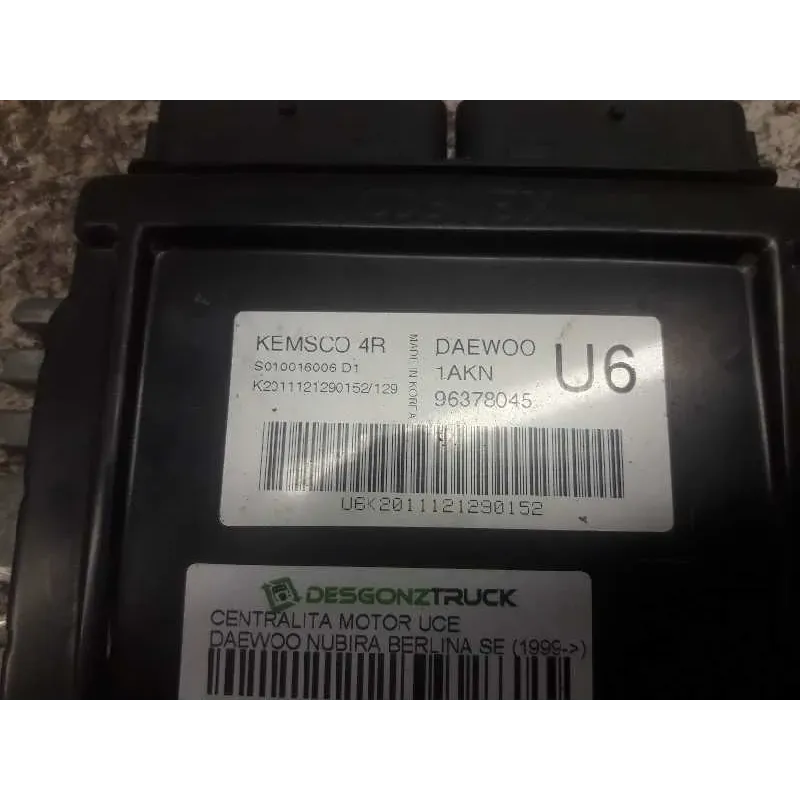 KEMSCO 4R
S010016006 D1
K2011121290152/129
MADE IN KOREA
DAEWOO
1AKN
96378045
U6
U6K2011121290152
DESGONZTRUCK
CENTRALITA MOTOR UCE
DAEWOO NUBIRA BERLINA SE (1999->)